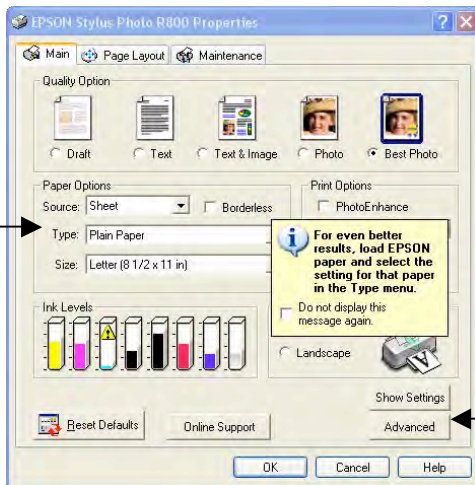 EPSON Stylus Photo R800 Properties
Main
Page Layout
Maintenance
Quality Option
Draft
Text
Text & Image
Photo
Best Photo
Paper Options
Source: Sheet
Borderless
Type: Plain Paper
Size: Letter (8 1/2 x 11 in)
Print Options
PhotoEnhance
For even better
results, load EPSON
paper and select the
setting for that paper
in the Type menu.
Do not display this
message again.
Ink Levels
Landscape
Show Settings
Reset Defaults
Online Support
Advanced
OK
Cancel
Help